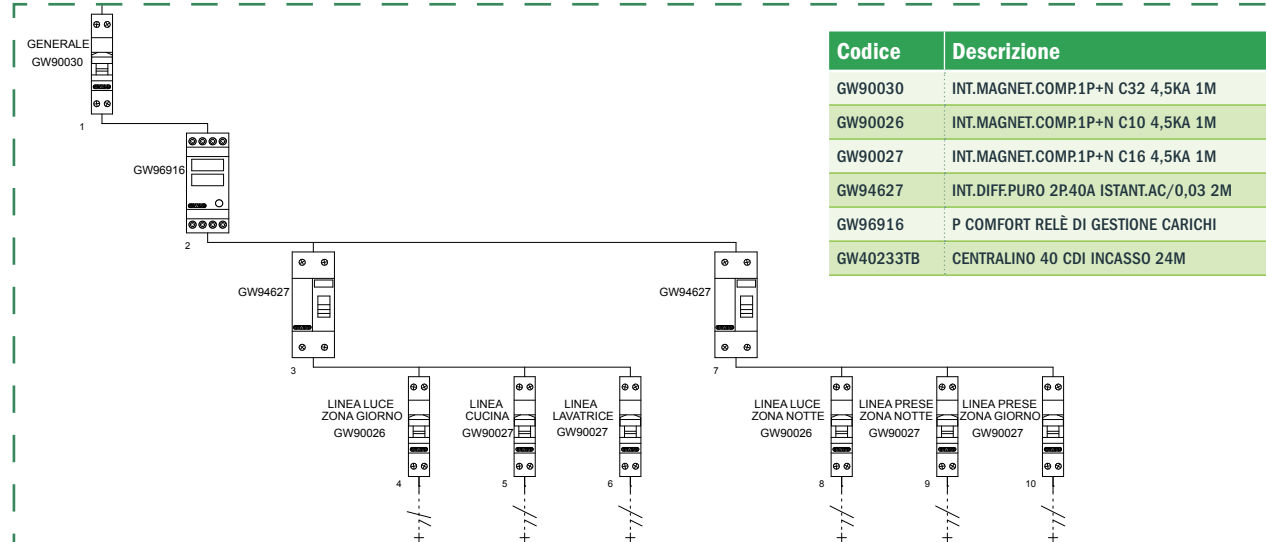 GENERALE
GW90030
1
GW96916
2
GW94627
3
GW94627
7
LINEA LUCE
ZONA GIORNO
GW90026
4
LINEA
CUCINA
GW90027
5
LINEA
LAVATRICE
GW90027
6
LINEA LUCE
ZONA NOTTE
GW90026
8
LINEA PRESE
ZONA NOTTE
GW90027
9
LINEA PRESE
ZONA GIORNO
GW90027
10
Codice Descrizione
GW90030 INT.MAGNET.COMP.1P+N C32 4,5KA 1M
GW90026 INT.MAGNET.COMP.1P+N C10 4,5KA 1M
GW90027 INT.MAGNET.COMP.1P+N C16 4,5KA 1M
GW94627 INT.DIFF.PURO 2P.40A ISTANT.AC/0,03 2M
GW96916 P COMFORT RELÈ DI GESTIONE CARICHI
GW40233TB CENTRALINO 40 CDI INCASSO 24M